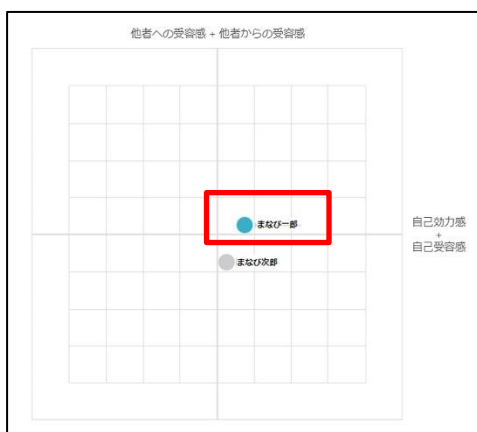 他者への受容感 + 他者からの受容感
まなび一郎
自己効力感
+
自己受容感
まなび次郎